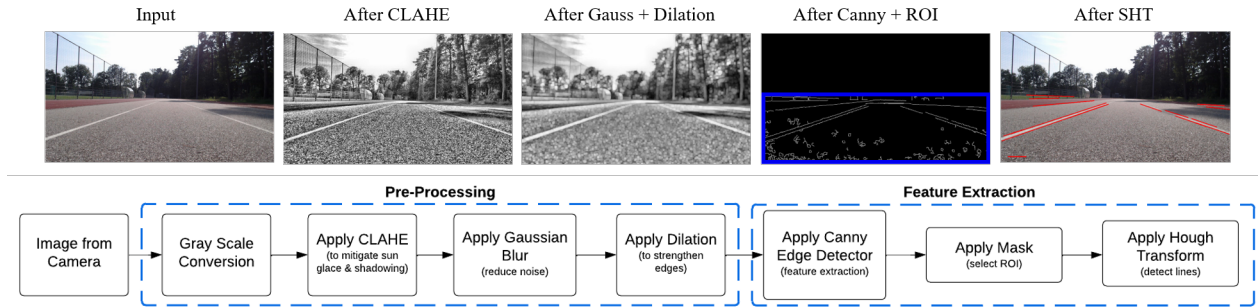 Input
After CLAHE
After Gauss + Dilation
After Canny + ROI
After SHT
Pre-Processing
Feature Extraction
Image from
Camera
Gray Scale
Conversion
Apply CLAHE
(to mitigate sun
glace & shadowing)
Apply Gaussian
Blur
(reduce noise)
Apply Dilation
(to strengthen
edges)
Apply Canny
Edge Detector
(feature extraction)
Apply Mask
(select ROI)
Apply Hough
Transform
(detect lines)